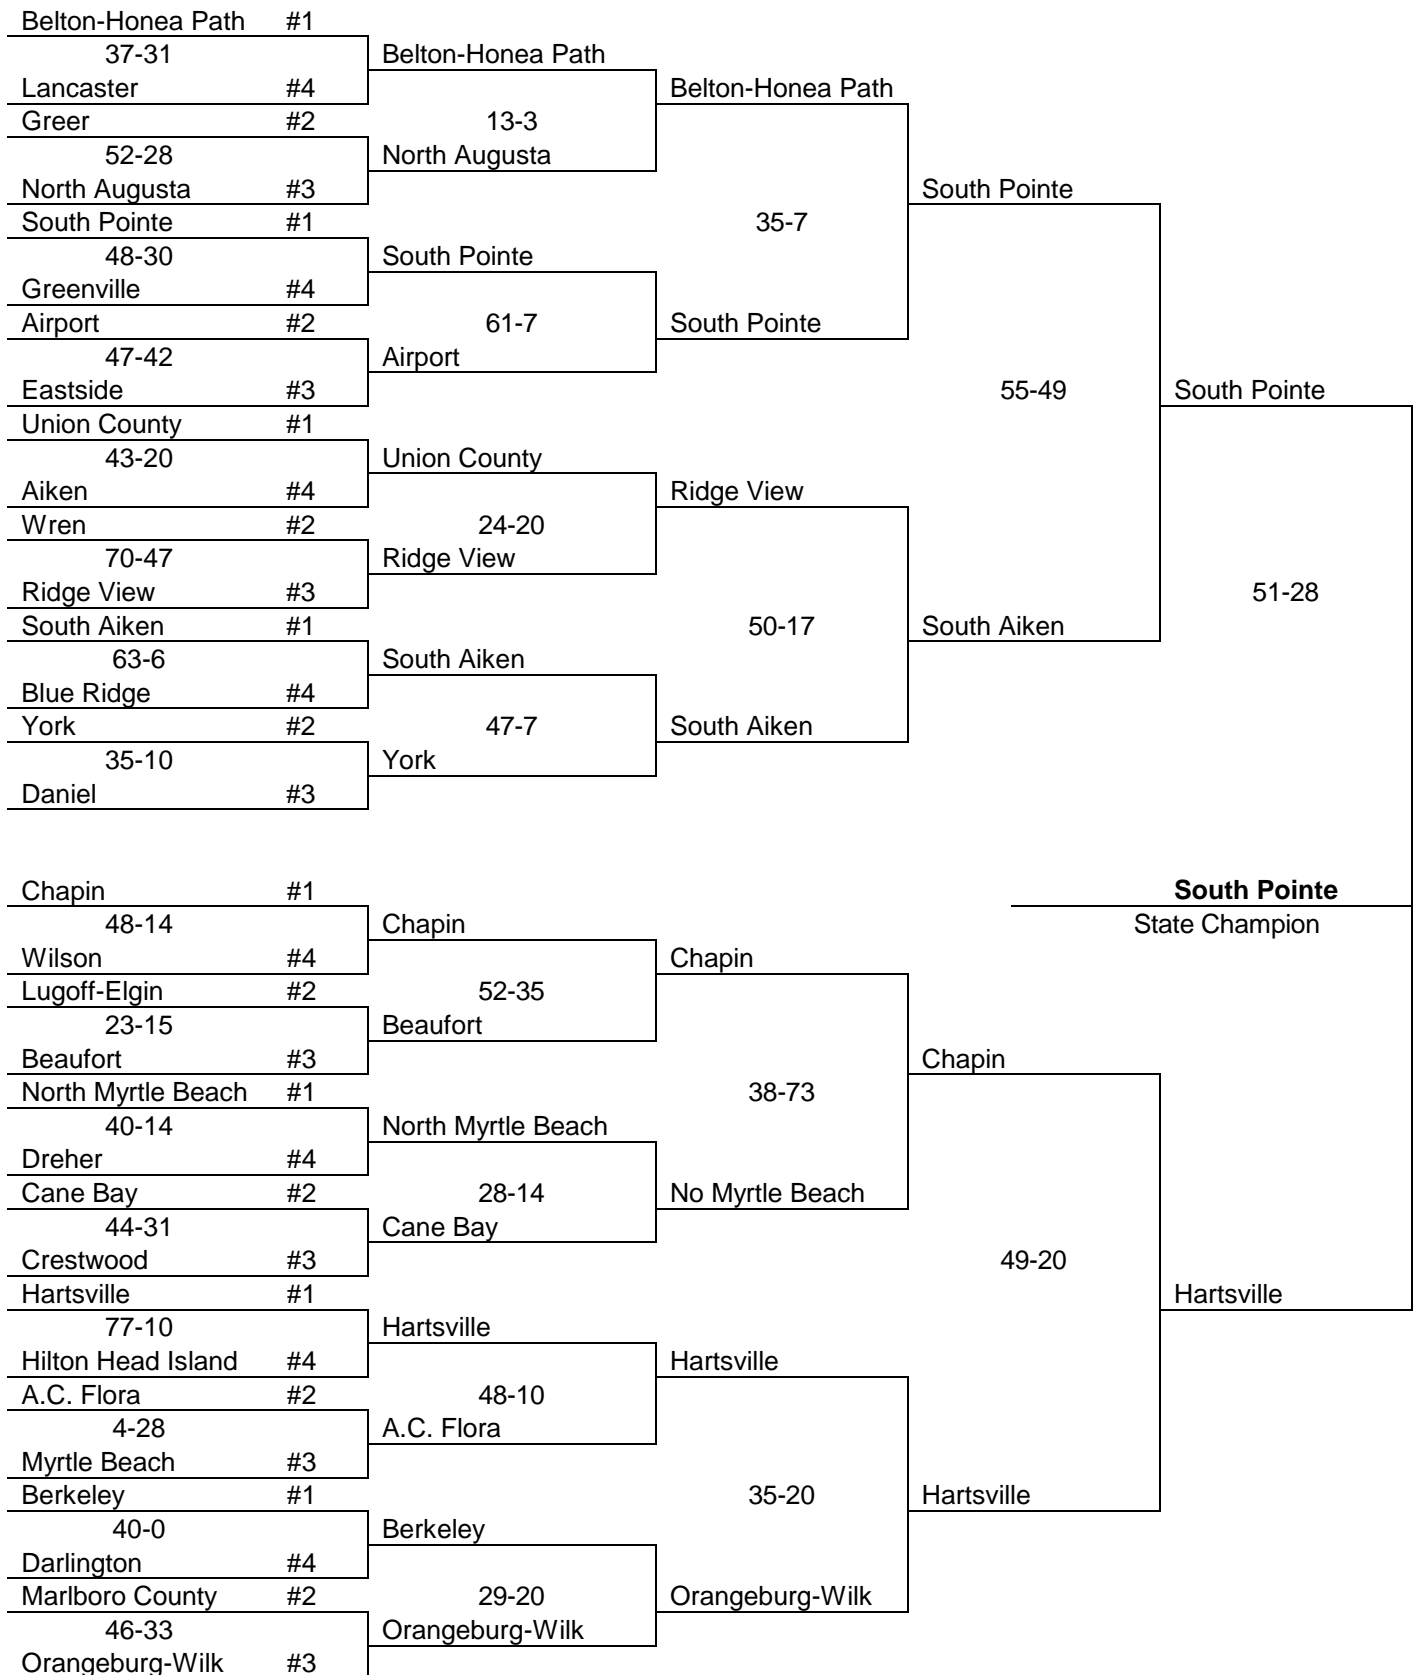 Belton-Honea Path #1
37-31 Belton-Honea Path
Lancaster #4 Belton-Honea Path
Greer #2 13-3
52-28 North Augusta
North Augusta #3 South Pointe
South Pointe #1 35-7
48-30 South Pointe
Greenville #4
Airport #2 61-7 South Pointe
47-42 Airport
Eastside #3 55-49 South Pointe
Union County #1
43-20 Union County
Aiken #4 Ridge View
Wren #2 24-20
70-47 Ridge View
Ridge View #3 51-28
South Aiken #1 50-17 South Aiken
63-6 South Aiken
Blue Ridge #4
York #2 47-7 South Aiken
35-10 York
Daniel #3
Chapin #1 South Pointe
48-14 Chapin State Champion
Wilson #4 Chapin
Lugoff-Elgin #2 52-35
23-15 Beaufort
Beaufort #3 Chapin
North Myrtle Beach #1 38-73
40-14 North Myrtle Beach
Dreher #4
Cane Bay #2 28-14 No Myrtle Beach
44-31 Cane Bay
Crestwood #3 49-20
Hartsville #1 Hartsville
77-10 Hartsville
Hilton Head Island #4 Hartsville
A.C. Flora #2 48-10
4-28 A.C. Flora
Myrtle Beach #3
Berkeley #1 35-20 Hartsville
40-0 Berkeley
Darlington #4
Marlboro County #2 29-20 Orangeburg-Wilk
46-33 Orangeburg-Wilk
Orangeburg-Wilk #3